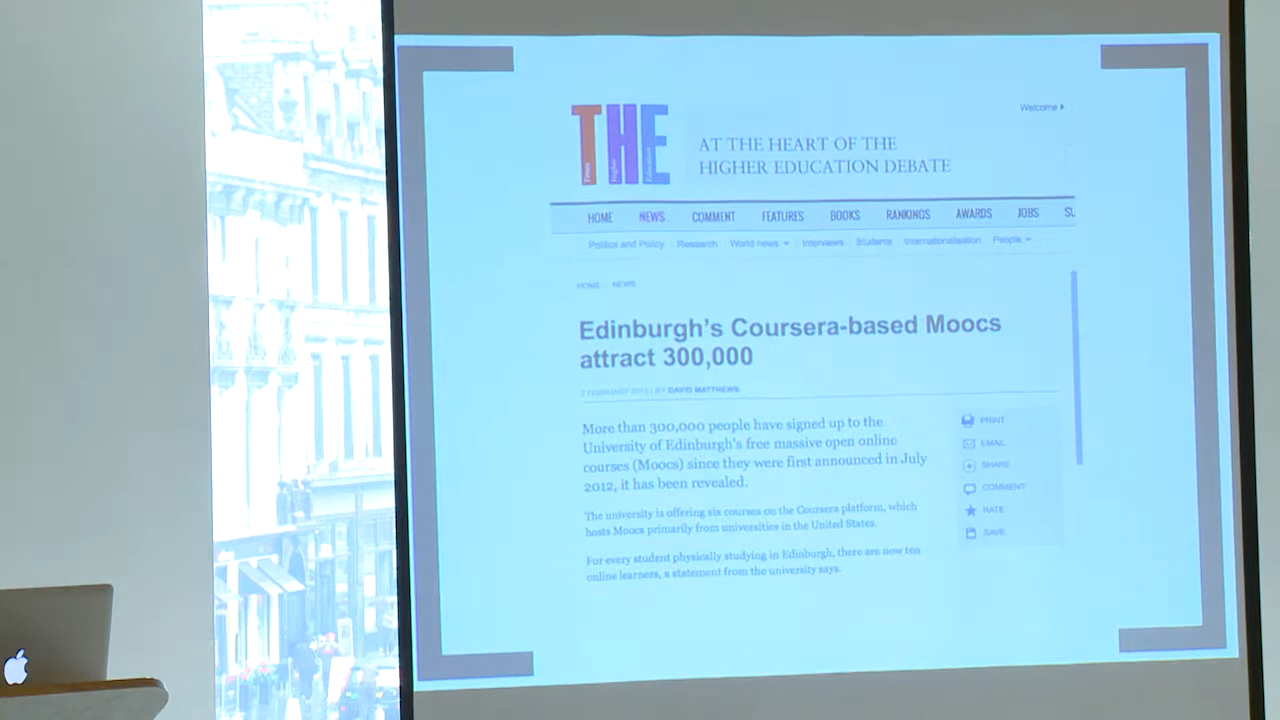 Welcome
THE
Times
Higher
Education
AT THE HEART OF THE
HIGHER EDUCATION DEBATE
HOME NEWS COMMENT FEATURES BOOKS RANKINGS AWARDS JOBS
Politics and Policy Research World news Interviews Students Internationalisation People
HOME NEWS
Edinburgh's Coursera-based Moocs
attract 300,000
FEBRUARY 2013 | BY DAVID MATTHEWS
More than 300,000 people have signed up to the
University of Edinburgh's free massive open online
courses (Moocs) since they were first announced in July
2012, it has been revealed.
The university is offering six courses on the Coursera platform, which
hosts Moocs primarily from universities in the United States.
For every student physically studying in Edinburgh, there are now ten
online learners, a statement from the university says.
PRINT
EMAIL
SHARE
COMMENT
RATE
SAVE